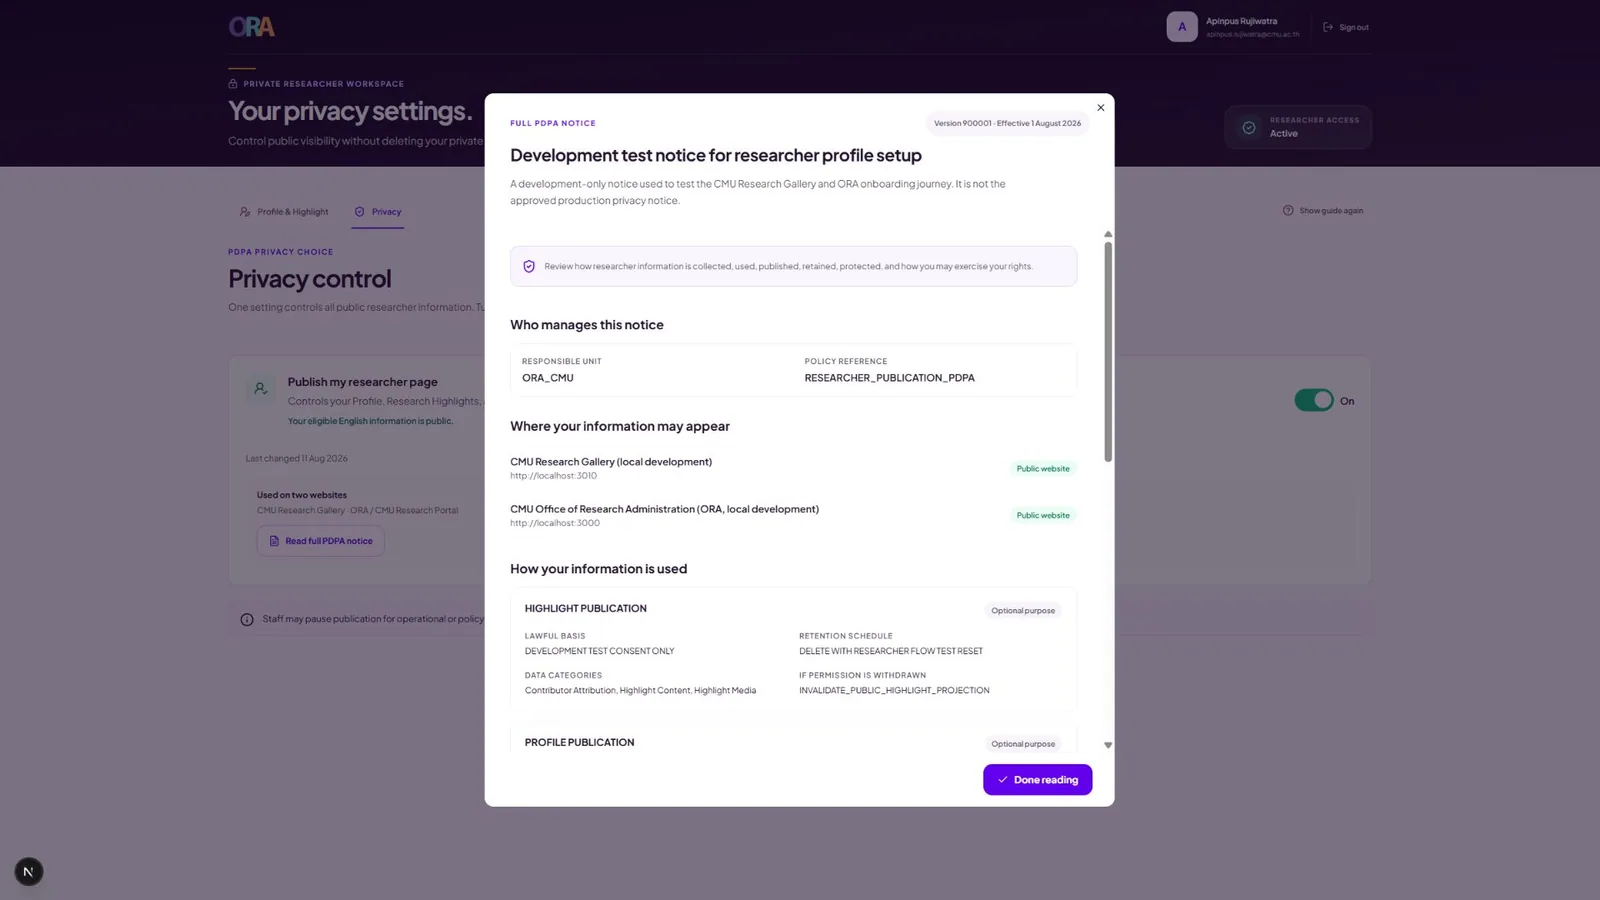 ORA
A
Apinpus Rujiwatra
apinpus.rujiwatra@cmu.ac.th
Sign out
PRIVATE RESEARCHER WORKSPACE
Your privacy settings.
Control public visibility without deleting your private
RESEARCHER ACCESS
Active
Profile & Highlight
Privacy
Show guide again
PDPA PRIVACY CHOICE
Privacy control
One setting controls all public researcher information. Tu
Publish my researcher page
Controls your Profile, Research Highlights,
Your eligible English information is public.
On
Last changed 11 Aug 2026
Used on two websites
CMU Research Gallery · ORA / CMU Research Portal
Read full PDPA notice
Staff may pause publication for operational or policy
FULL PDPA NOTICE
Version 900001 · Effective 1 August 2026
Development test notice for researcher profile setup
A development-only notice used to test the CMU Research Gallery and ORA onboarding journey. It is not the
approved production privacy notice.
Review how researcher information is collected, used, published, retained, protected, and how you may exercise your rights.
Who manages this notice
RESPONSIBLE UNIT
ORA_CMU
POLICY REFERENCE
RESEARCHER_PUBLICATION_PDPA
Where your information may appear
CMU Research Gallery (local development)
http://localhost:3010
Public website
CMU Office of Research Administration (ORA, local development)
http://localhost:3000
Public website
How your information is used
HIGHLIGHT PUBLICATION
Optional purpose
LAWFUL BASIS
DEVELOPMENT TEST CONSENT ONLY
RETENTION SCHEDULE
DELETE WITH RESEARCHER FLOW TEST RESET
DATA CATEGORIES
Contributor Attribution, Highlight Content, Highlight Media
IF PERMISSION IS WITHDRAWN
INVALIDATE_PUBLIC_HIGHLIGHT_PROJECTION
PROFILE PUBLICATION
Optional purpose
Done reading
N